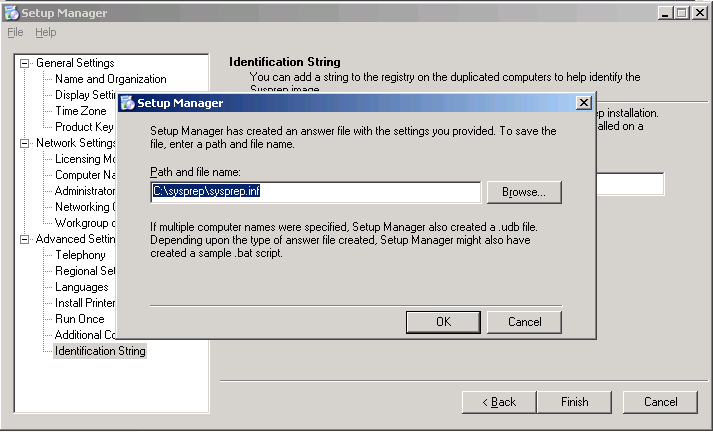 Setup Manager
File Help
General Settings
Name and Organization
Display Setti
Time Zone
Product Key
Network Settings
Licensing Mo
Computer Na
Administrator
Networking
Workgroup o
Advanced Settin
Telephony
Regional Set
Languages
Install Printer
Run Once
Additional Co
Identification String
Identification String
You can add a string to the registry on the duplicated computers to help identify the
Sysprep image.
ep installation.
alled on a
Setup Manager
Setup Manager has created an answer file with the settings you provided. To save the
file, enter a path and file name.
Path and file name:
C:\sysprep\sysprep.inf
Browse...
If multiple computer names were specified, Setup Manager also created a .udb file.
Depending upon the type of answer file created, Setup Manager might also have
created a sample .bat script.
OK
Cancel
< Back
Finish
Cancel